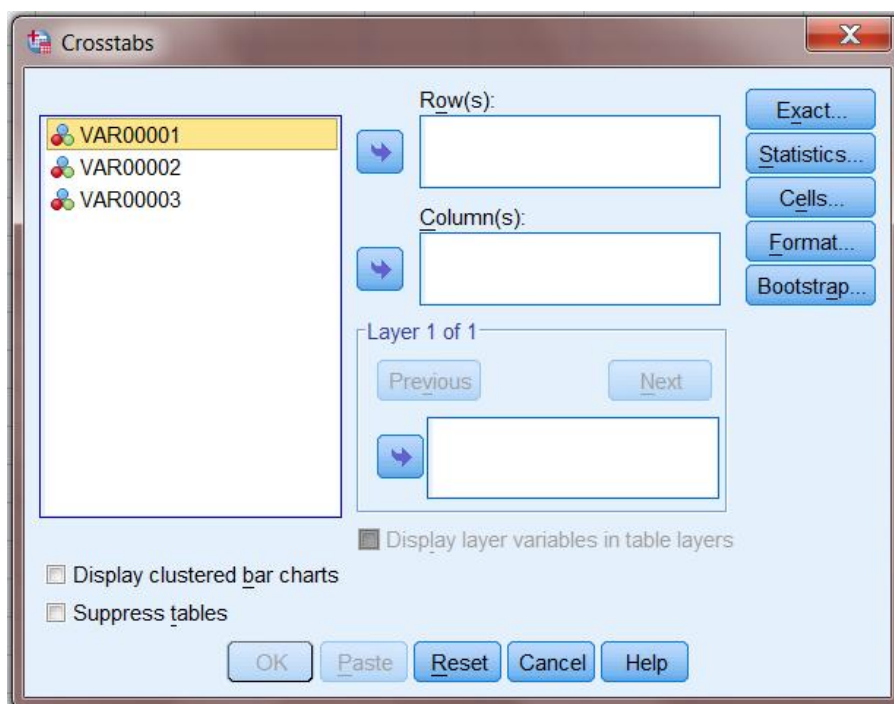 Crosstabs
X
VAR00001
VAR00002
VAR00003
Row(s):
Column(s):
Layer 1 of 1
Previous
Next
Display layer variables in table layers
Exact...
Statistics...
Cells...
Format...
Bootstrap...
Display clustered bar charts
Suppress tables
OK
Paste
Reset
Cancel
Help